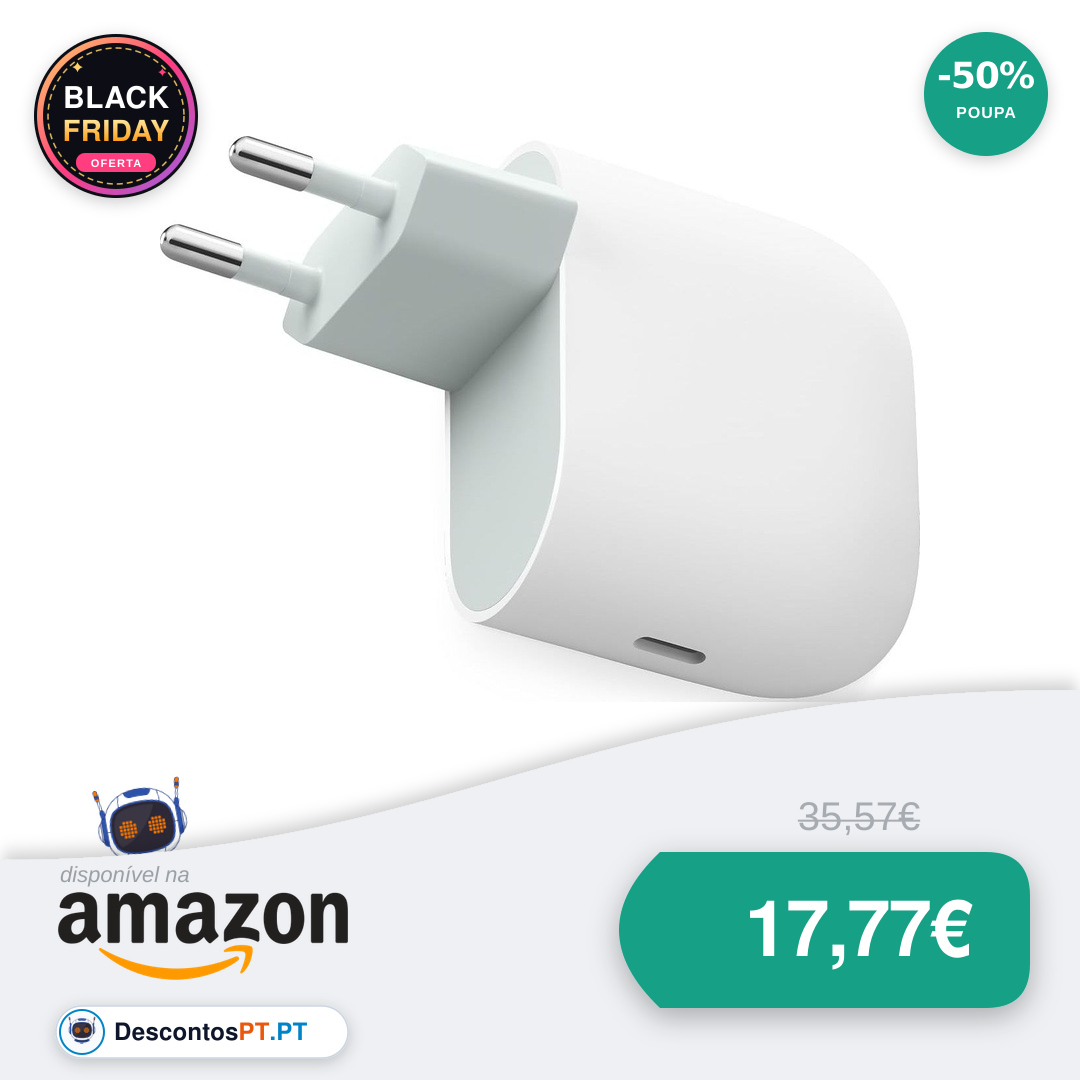 BLACK
FRIDAY
OFERTA
-50%
POUPA
35,57€
17,77€
disponível na
amazon
DescontosPT.PT